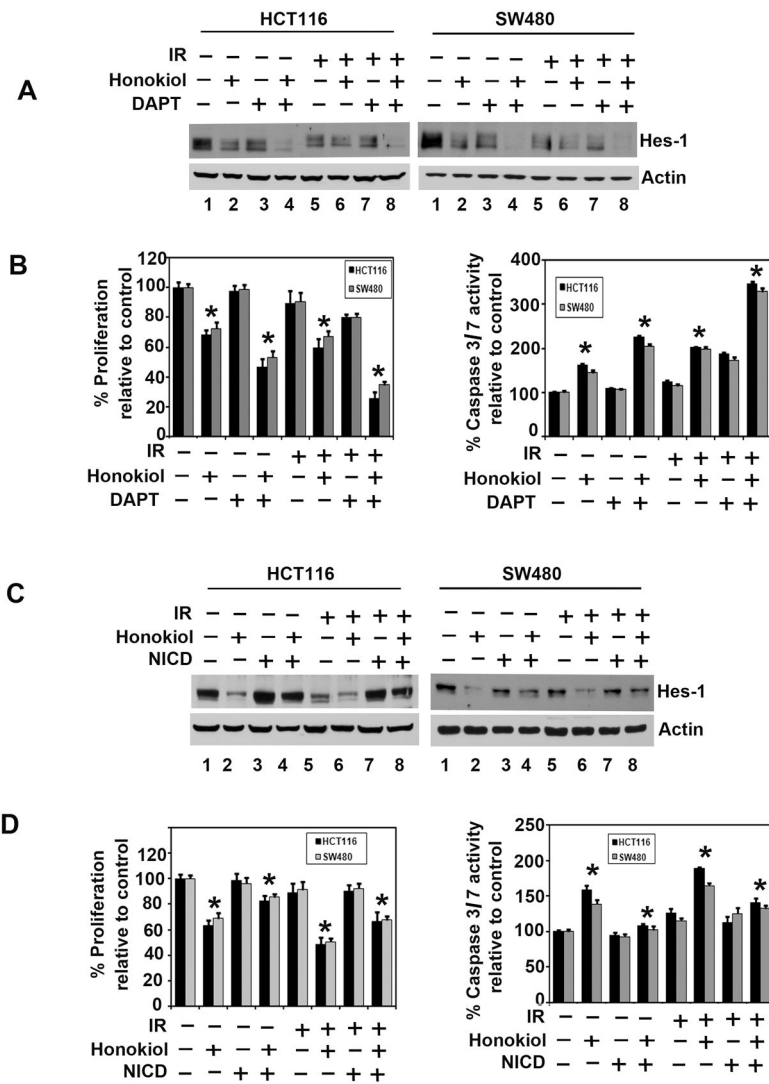 HCT116 SW480
IR − − − − + + + + − − − − + + + +
Honokiol − + − + − + − + − + − + − + − +
A DAPT − − + + − − + + − − + + − − + +
Hes-1
Actin
1 2 3 4 5 6 7 8 1 2 3 4 5 6 7 8
B
% Proliferation
relative to control
120
100
80
60
40
20
0
HCT116
SW480
* * * *
IR − − − − + + + +
Honokiol − + − + − + − +
DAPT − − + + − − + +
% Caspase 3/7 activity
relative to control
400
300
200
100
0
HCT116
SW480
* * * *
IR − − − − + + + +
Honokiol − + − + − + − +
DAPT − − + + − − + +
C
HCT116 SW480
IR − − − − + + + + − − − − + + + +
Honokiol − + − + − + − + − + − + − + − +
NICD − − + + − − + + − − + + − − + +
Hes-1
Actin
1 2 3 4 5 6 7 8 1 2 3 4 5 6 7 8
D
% Proliferation
relative to control
120
100
80
60
40
20
0
HCT116
SW480
* * * *
IR − − − − + + + +
Honokiol − + − + − + − +
NICD − − + + − − + +
% Caspase 3/7 activity
relative to control
250
200
150
100
50
0
HCT116
SW480
* * * *
IR − − − − + + + +
Honokiol − + − + − + − +
NICD − − + + − − + +